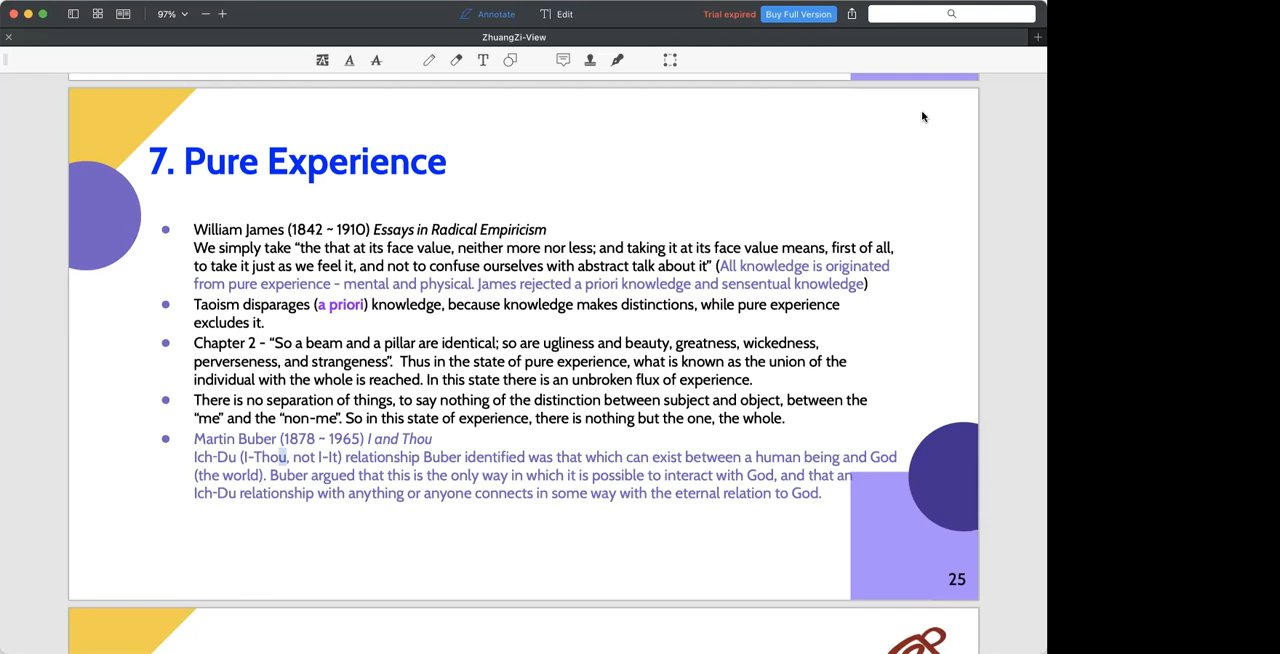 97%
Annotate
Edit
Trial expired
Buy Full Version
ZhuangZi-View
7. Pure Experience
William James (1842 ~ 1910) Essays in Radical Empiricism
We simply take “the that at its face value, neither more nor less; and taking it at its face value means, first of all,
to take it just as we feel it, and not to confuse ourselves with abstract talk about it” (All knowledge is originated
from pure experience - mental and physical. James rejected a priori knowledge and sensentual knowledge)
Taoism disparages (a priori) knowledge, because knowledge makes distinctions, while pure experience
excludes it.
Chapter 2 - “So a beam and a pillar are identical; so are ugliness and beauty, greatness, wickedness,
perverseness, and strangeness”. Thus in the state of pure experience, what is known as the union of the
individual with the whole is reached. In this state there is an unbroken flux of experience.
There is no separation of things, to say nothing of the distinction between subject and object, between the
“me” and the “non-me”. So in this state of experience, there is nothing but the one, the whole.
Martin Buber (1878 ~ 1965) I and Thou
Ich-Du (I-Thou, not I-It) relationship Buber identified was that which can exist between a human being and God
(the world). Buber argued that this is the only way in which it is possible to interact with God, and that an
Ich-Du relationship with anything or anyone connects in some way with the eternal relation to God.
25